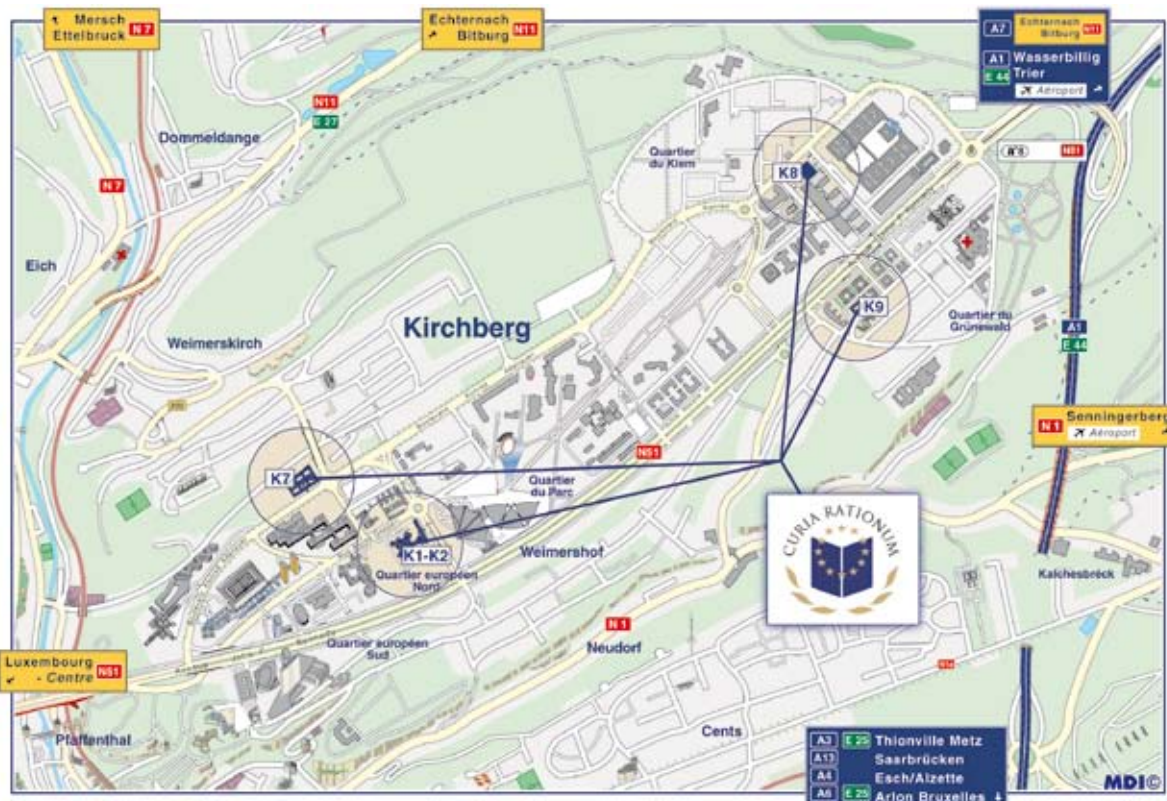 Mersch
Ettelbruck N 7
Echternach
Bitburg N11
A7 Echternach
Bitburg N11
A1 Wasserbillig
E 44 Trier
Aéroport
N11
E 27
Dommeldange
Quartier
du Kiem
K8
N51
N 7
Eich
K9
Quartier du
Grünewald
Kirchberg
A1
E 44
Weimerskirch
N 1 Senningerberg
Aéroport
N51
K7
Quartier
du Parc
CURIA RATIONUM
K1-K2
Weimershof
Quartier européen
Nord
Kalchesbréck
N 1
Quartier européen
Sud
Neudorf
Luxembourg
- Centre N51
Cents
Pfaffenthal
A3 E 25 Thionville Metz
A13 Saarbrücken
A4 Esch/Alzette
A6 E 25 Arlon Bruxelles
MDI©